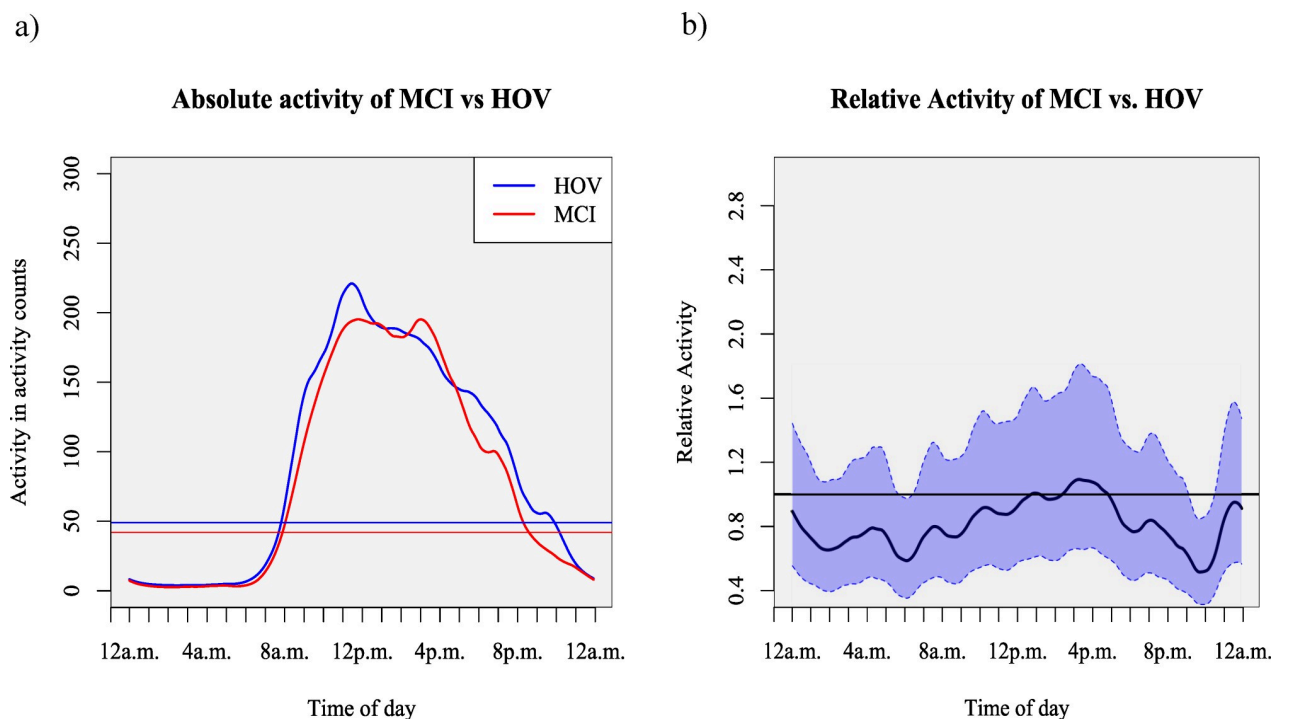 a)
Absolute activity of MCI vs HOV
Activity in activity counts
300
250
200
150
100
50
0
HOV
MCI
12a.m. 4a.m. 8a.m. 12p.m. 4p.m. 8p.m. 12a.m.
Time of day
b)
Relative Activity of MCI vs. HOV
Relative Activity
2.8
2.4
2.0
1.6
1.2
0.8
0.4
12a.m. 4a.m. 8a.m. 12p.m. 4p.m. 8p.m. 12a.m.
Time of day